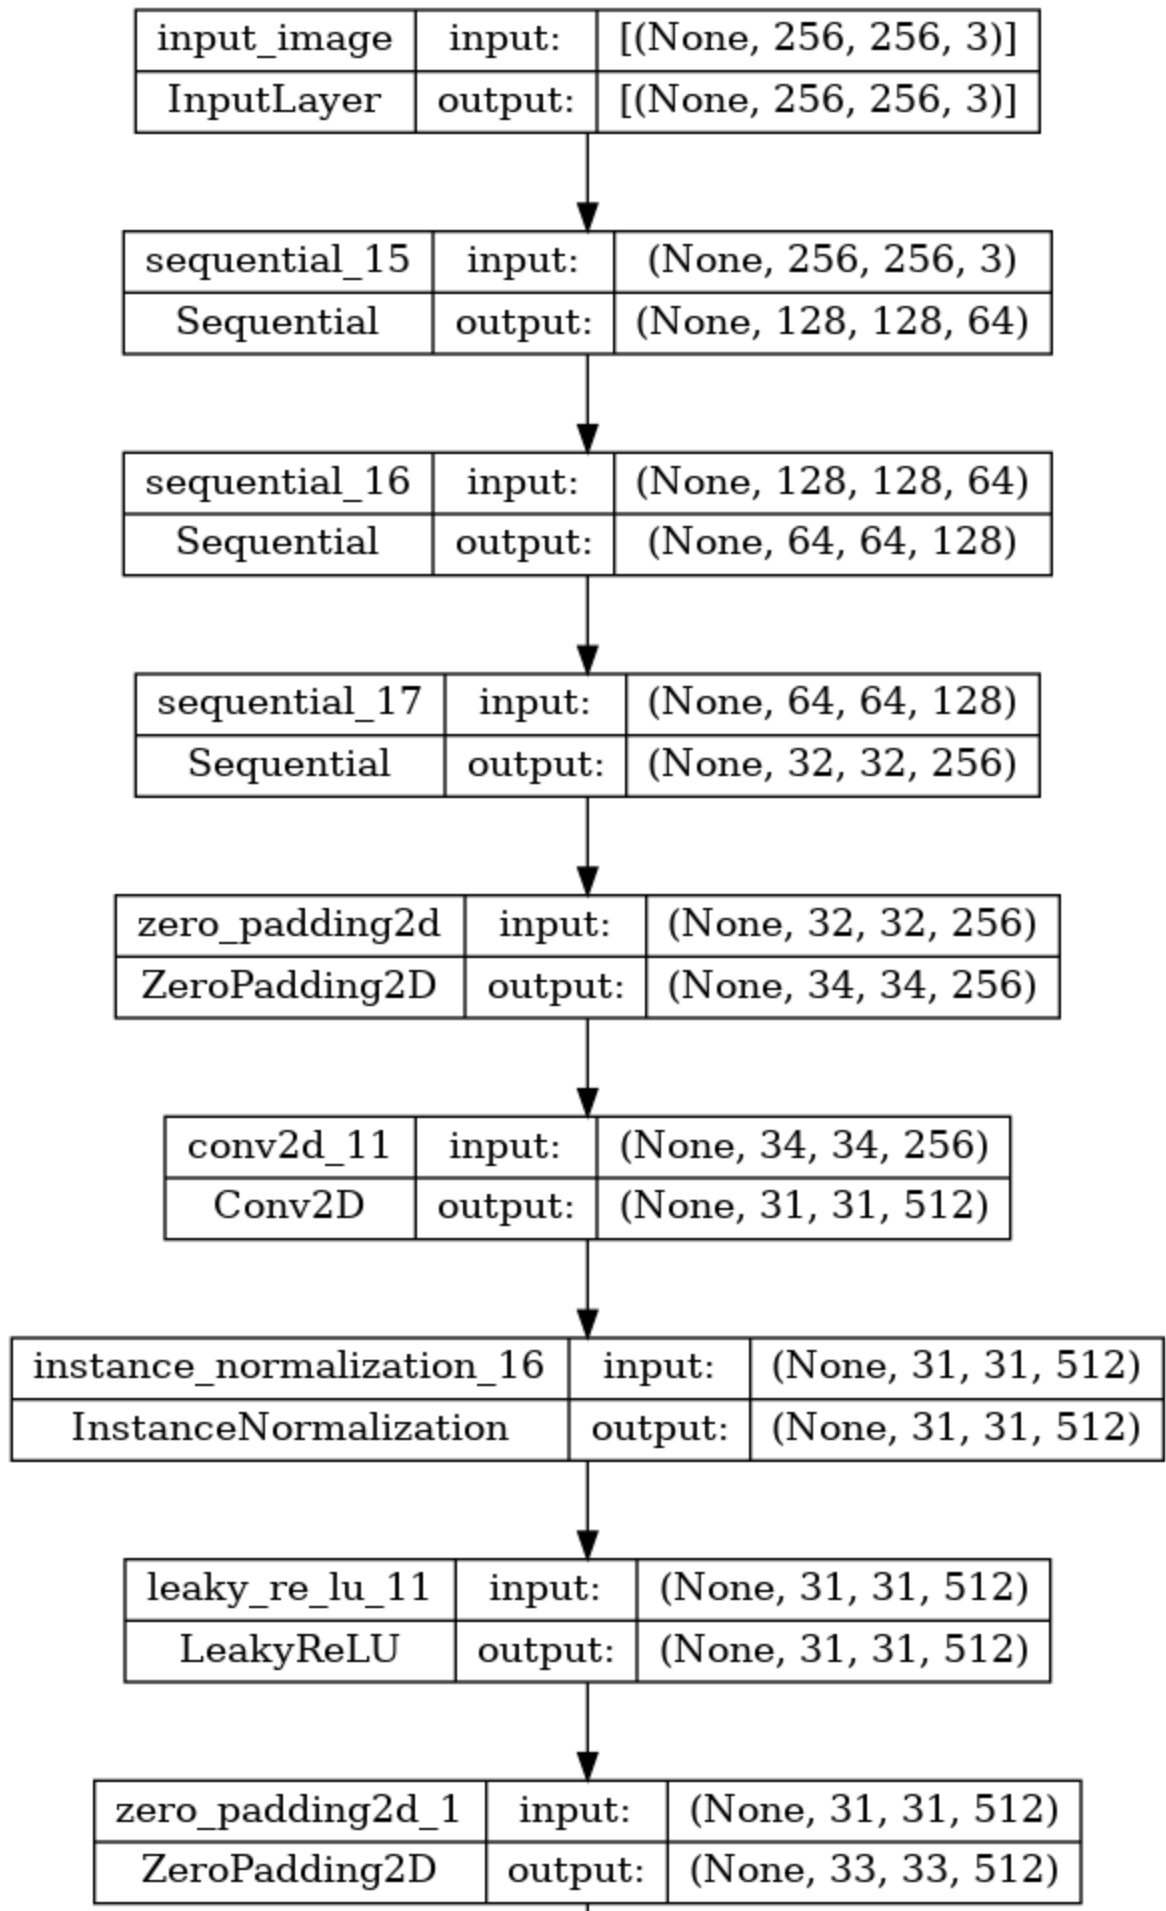 input_image input: [(None, 256, 256, 3)]
InputLayer output: [(None, 256, 256, 3)]
sequential_15 input: (None, 256, 256, 3)
Sequential output: (None, 128, 128, 64)
sequential_16 input: (None, 128, 128, 64)
Sequential output: (None, 64, 64, 128)
sequential_17 input: (None, 64, 64, 128)
Sequential output: (None, 32, 32, 256)
zero_padding2d input: (None, 32, 32, 256)
ZeroPadding2D output: (None, 34, 34, 256)
conv2d_11 input: (None, 34, 34, 256)
Conv2D output: (None, 31, 31, 512)
instance_normalization_16 input: (None, 31, 31, 512)
InstanceNormalization output: (None, 31, 31, 512)
leaky_re_lu_11 input: (None, 31, 31, 512)
LeakyReLU output: (None, 31, 31, 512)
zero_padding2d_1 input: (None, 31, 31, 512)
ZeroPadding2D output: (None, 33, 33, 512)